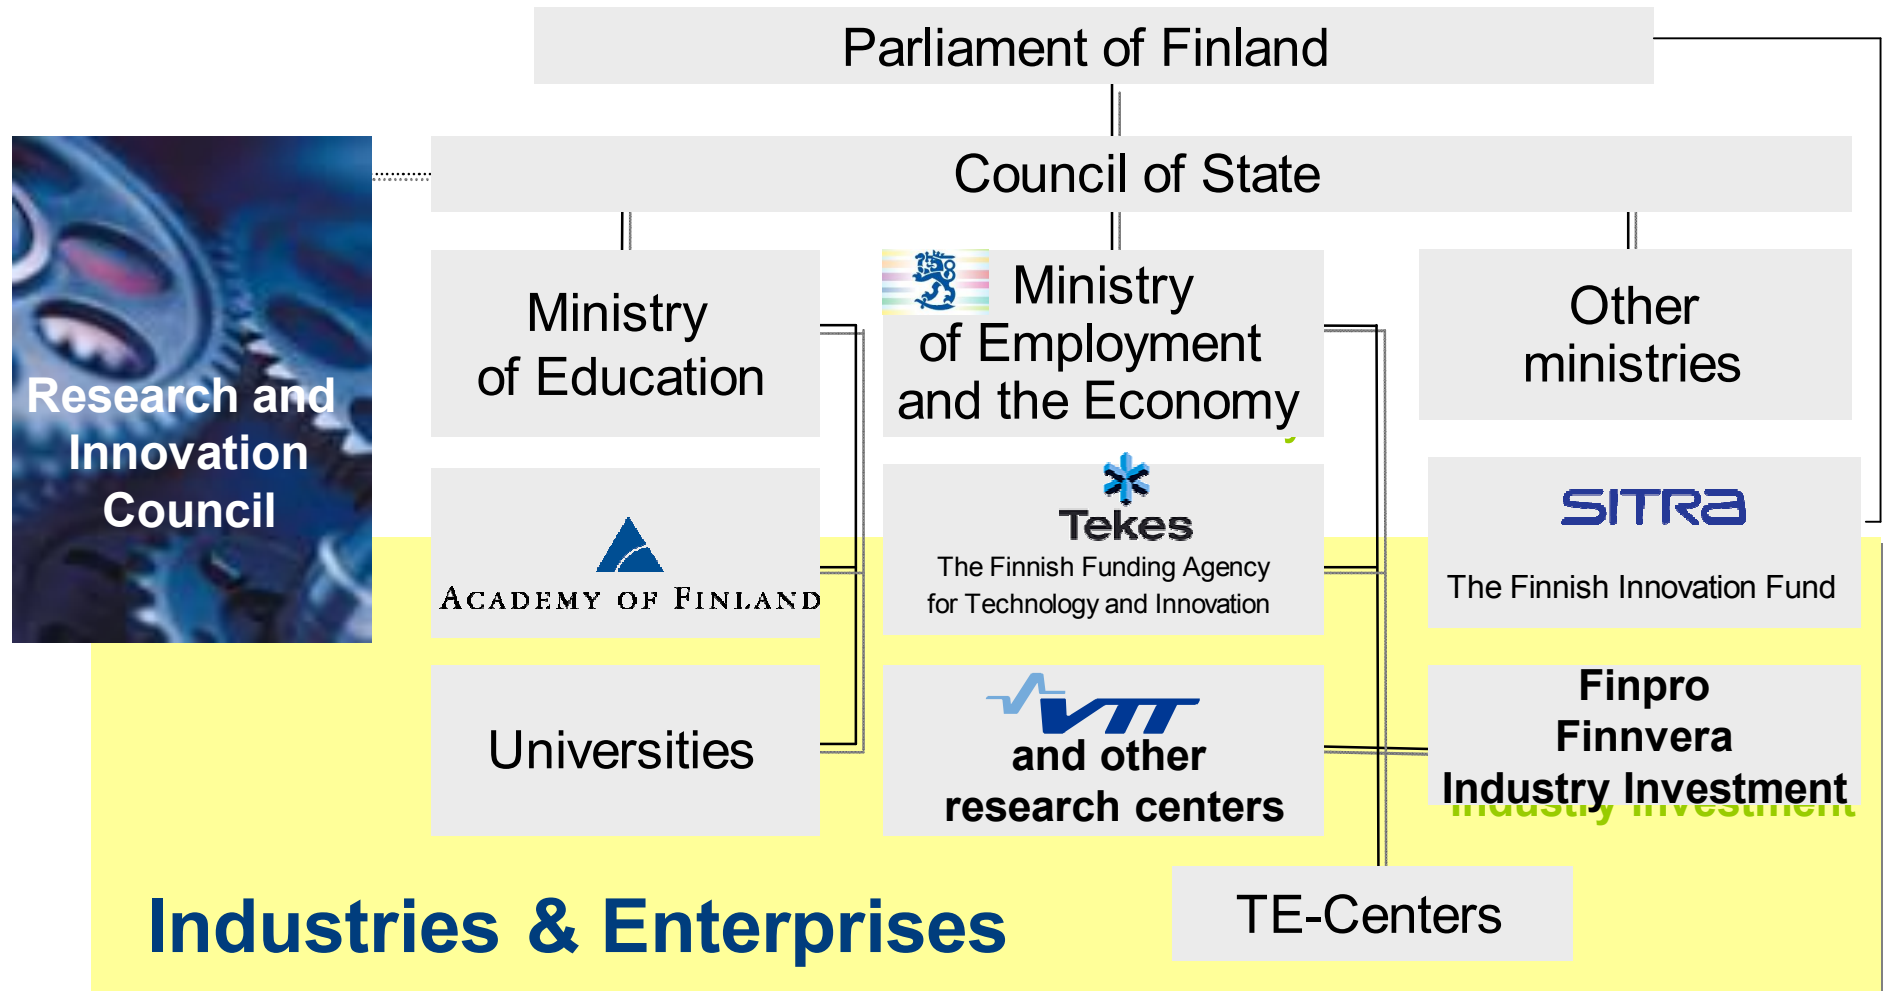 Parliament of Finland
Council of State
Research and
Innovation
Council
Ministry
of Education
Ministry
of Employment
and the Economy
Other
ministries
ACADEMY OF FINLAND
Tekes
The Finnish Funding Agency
for Technology and Innovation
SITRA
The Finnish Innovation Fund
Universities
VTT
and other
research centers
Finpro
Finnvera
Industry Investment
TE-Centers
Industries & Enterprises